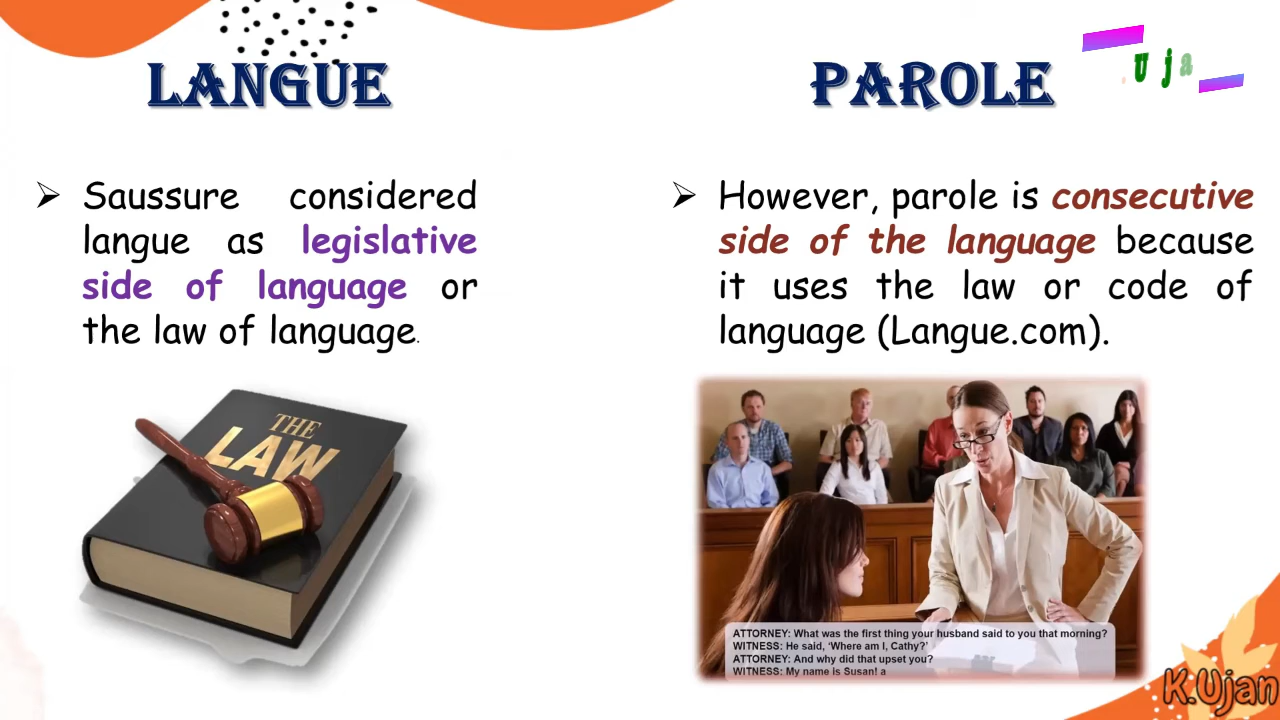 LANGUE
➢ Saussure considered
langue as legislative
side of language or
the law of language.
THE
LAW
PAROLE
.uja
➢ However, parole is consecutive
side of the language because
it uses the law or code of
language (Langue.com).
ATTORNEY: What was the first thing your husband said to you that morning?
WITNESS: He said, 'Where am I, Cathy?'
ATTORNEY: And why did that upset you?
WITNESS: My name is Susan! a
K.Ujan